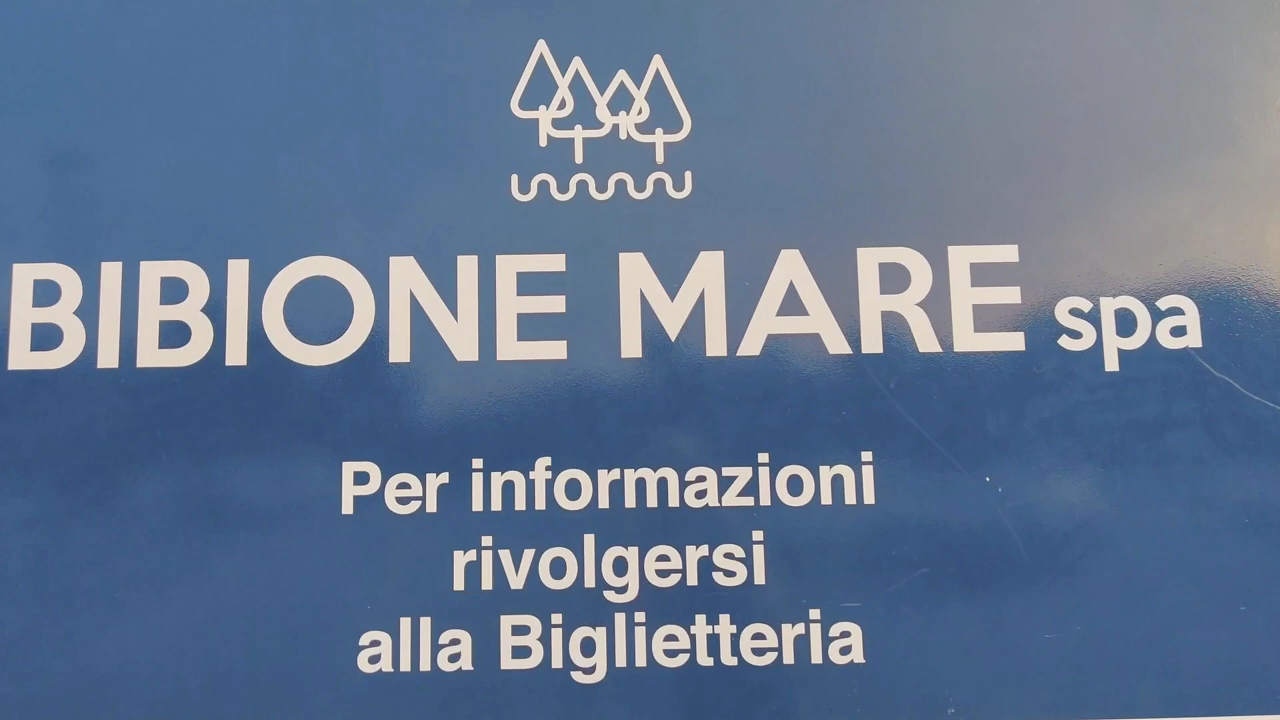 BIBIONE MARE spa
Per informazioni
rivolgersi
alla Biglietteria